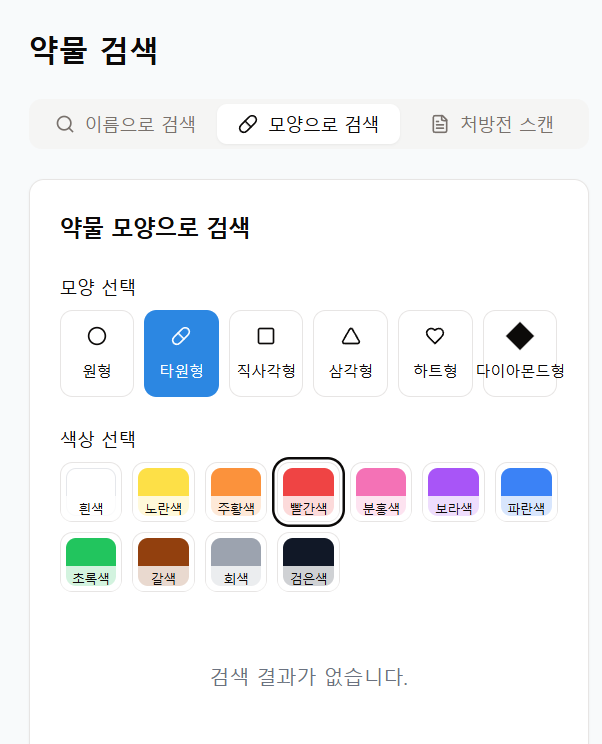 약물 검색
이름으로 검색 모양으로 검색 처방전 스캔
약물 모양으로 검색
모양 선택
원형 타원형 직사각형 삼각형 하트형 다이아몬드형
색상 선택
흰색 노란색 주황색 빨간색 분홍색 보라색 파란색
초록색 갈색 회색 검은색
검색 결과가 없습니다.